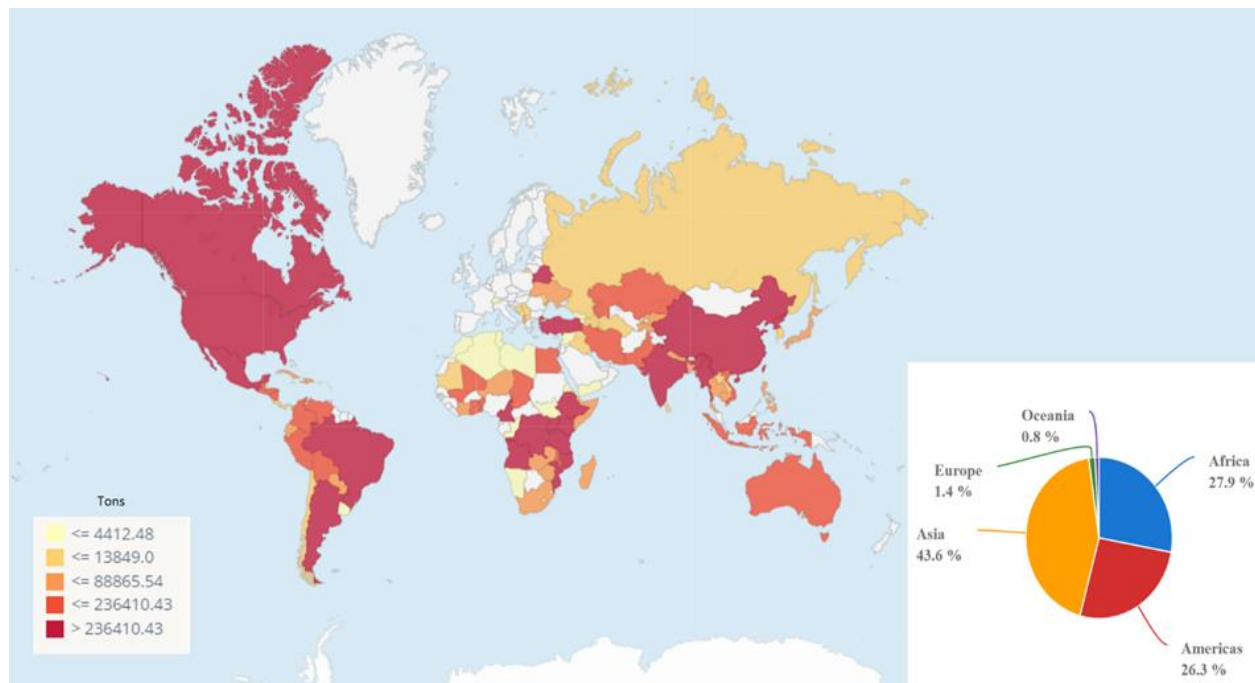 Tons
<= 4412.48
<= 13849.0
<= 88865.54
<= 236410.43
> 236410.43
Oceania
0.8 %
Europe
1.4 %
Asia
43.6 %
Africa
27.9 %
Americas
26.3 %